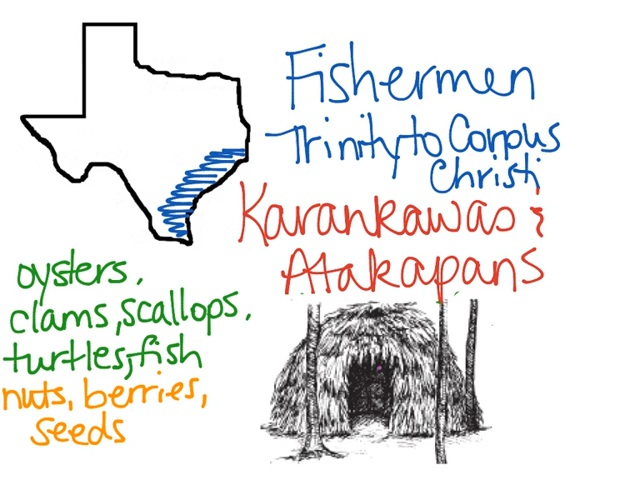 Fishermen
Trinity to Corpus
Christi
Karankawas &
Atakapans
oysters,
clams, scallops,
turtles, fish
nuts, berries,
seeds